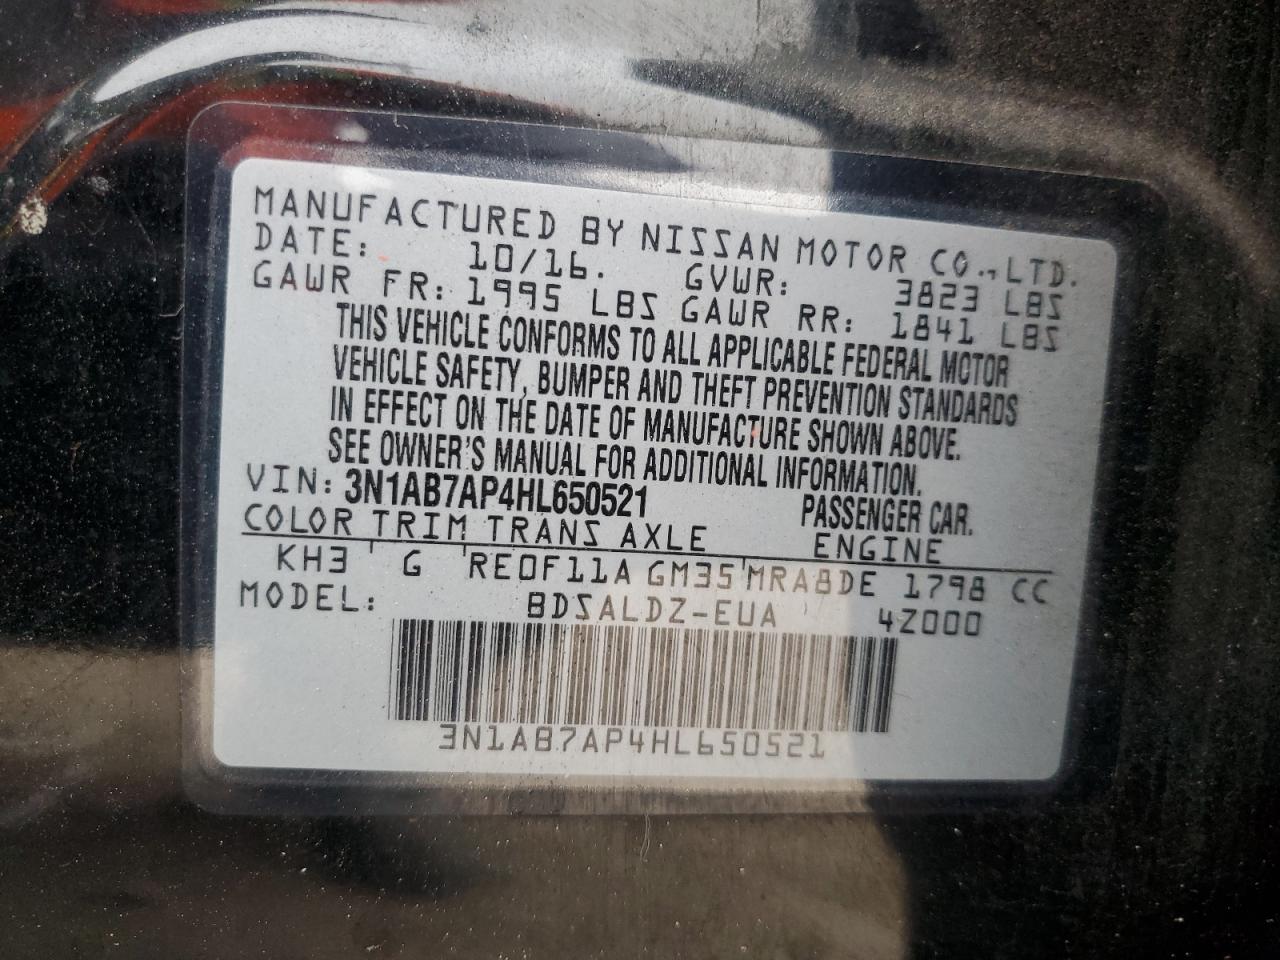 MANUFACTURED BY NISSAN MOTOR CO., LTD.
DATE: 10/16. GVWR: 3823 LBS
GAWR FR: 1995 LBS GAWR RR: 1841 LBS
THIS VEHICLE CONFORMS TO ALL APPLICABLE FEDERAL MOTOR
VEHICLE SAFETY, BUMPER AND THEFT PREVENTION STANDARDS
IN EFFECT ON THE DATE OF MANUFACTURE SHOWN ABOVE.
SEE OWNER'S MANUAL FOR ADDITIONAL INFORMATION.
VIN: 3N1AB7AP4HL650521 PASSENGER CAR.
COLOR TRIM TRANS AXLE ENGINE
KH3 G RE0F11A GM35 MRA8DE 1798 CC
MODEL: BDSALDZ-EUA 4Z000
3N1AB7AP4HL650521